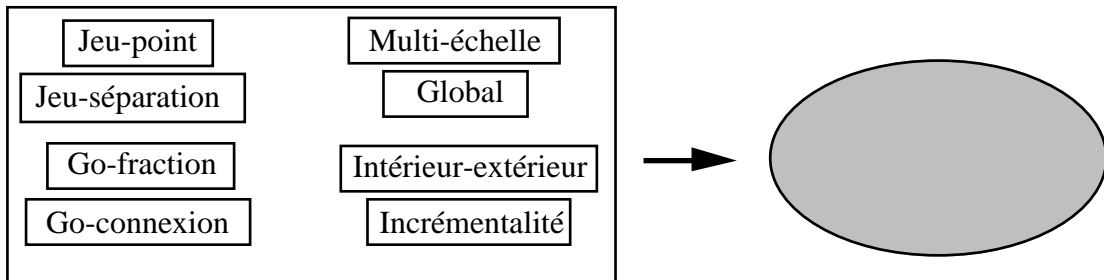 Jeu-point
Multi-échelle
Jeu-séparation
Global
Go-fraction
Intérieur-extérieur
Go-connexion
Incrémentalité